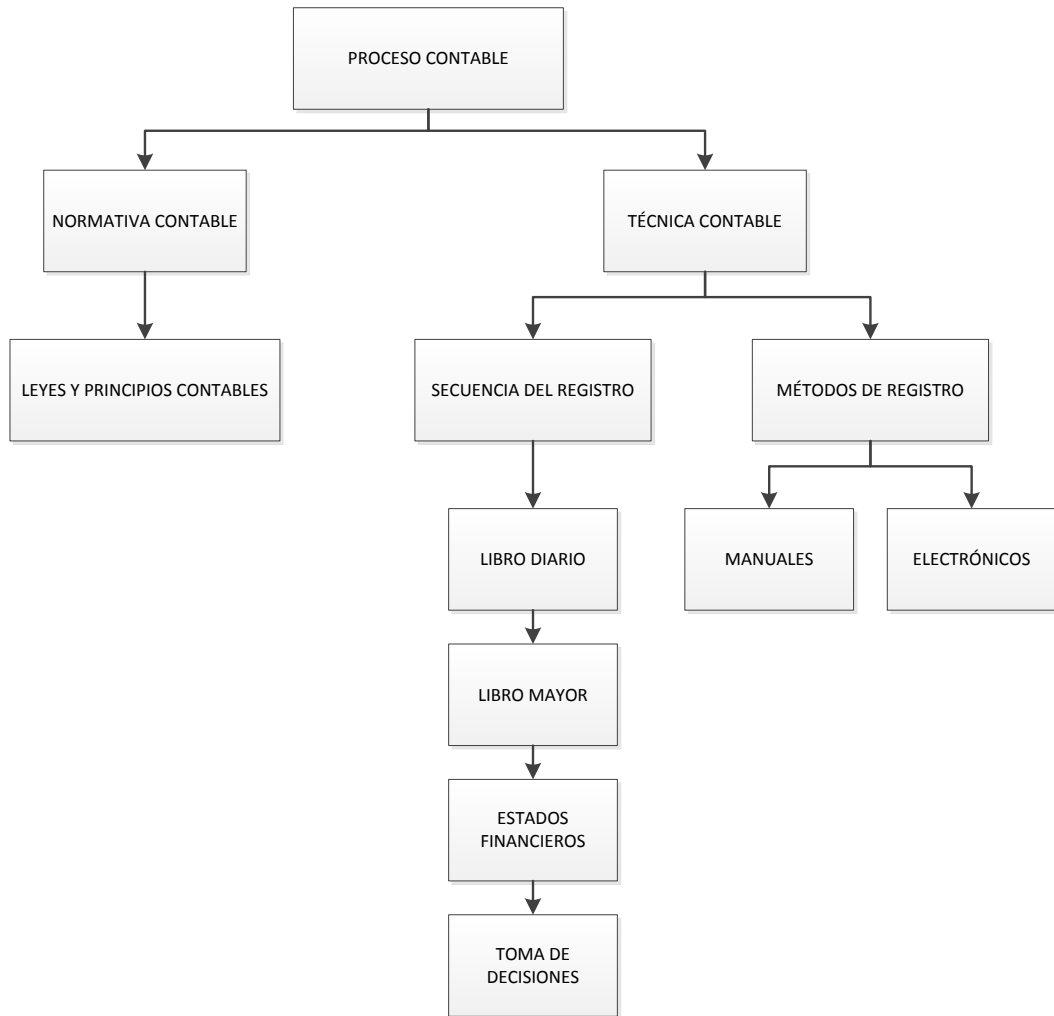 PROCESO CONTABLE
NORMATIVA CONTABLE
TÉCNICA CONTABLE
LEYES Y PRINCIPIOS CONTABLES
SECUENCIA DEL REGISTRO
MÉTODOS DE REGISTRO
LIBRO DIARIO
MANUALES
ELECTRÓNICOS
LIBRO MAYOR
ESTADOS
FINANCIEROS
TOMA DE
DECISIONES